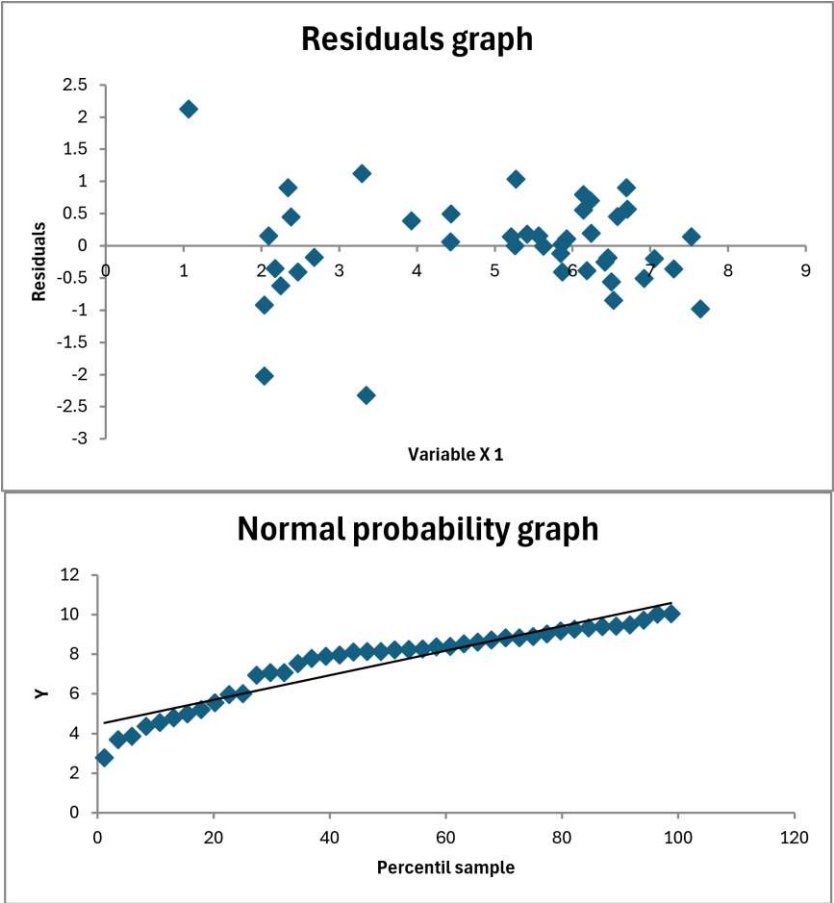 Residuals graph
2.5
2
1.5
1
0.5
0
-0.5
-1
-1.5
-2
-2.5
-3
Residuals
0 1 2 3 4 5 6 7 8 9
Variable X 1
Normal probability graph
12
10
8
6
4
2
0
Y
0 20 40 60 80 100 120
Percentil sample